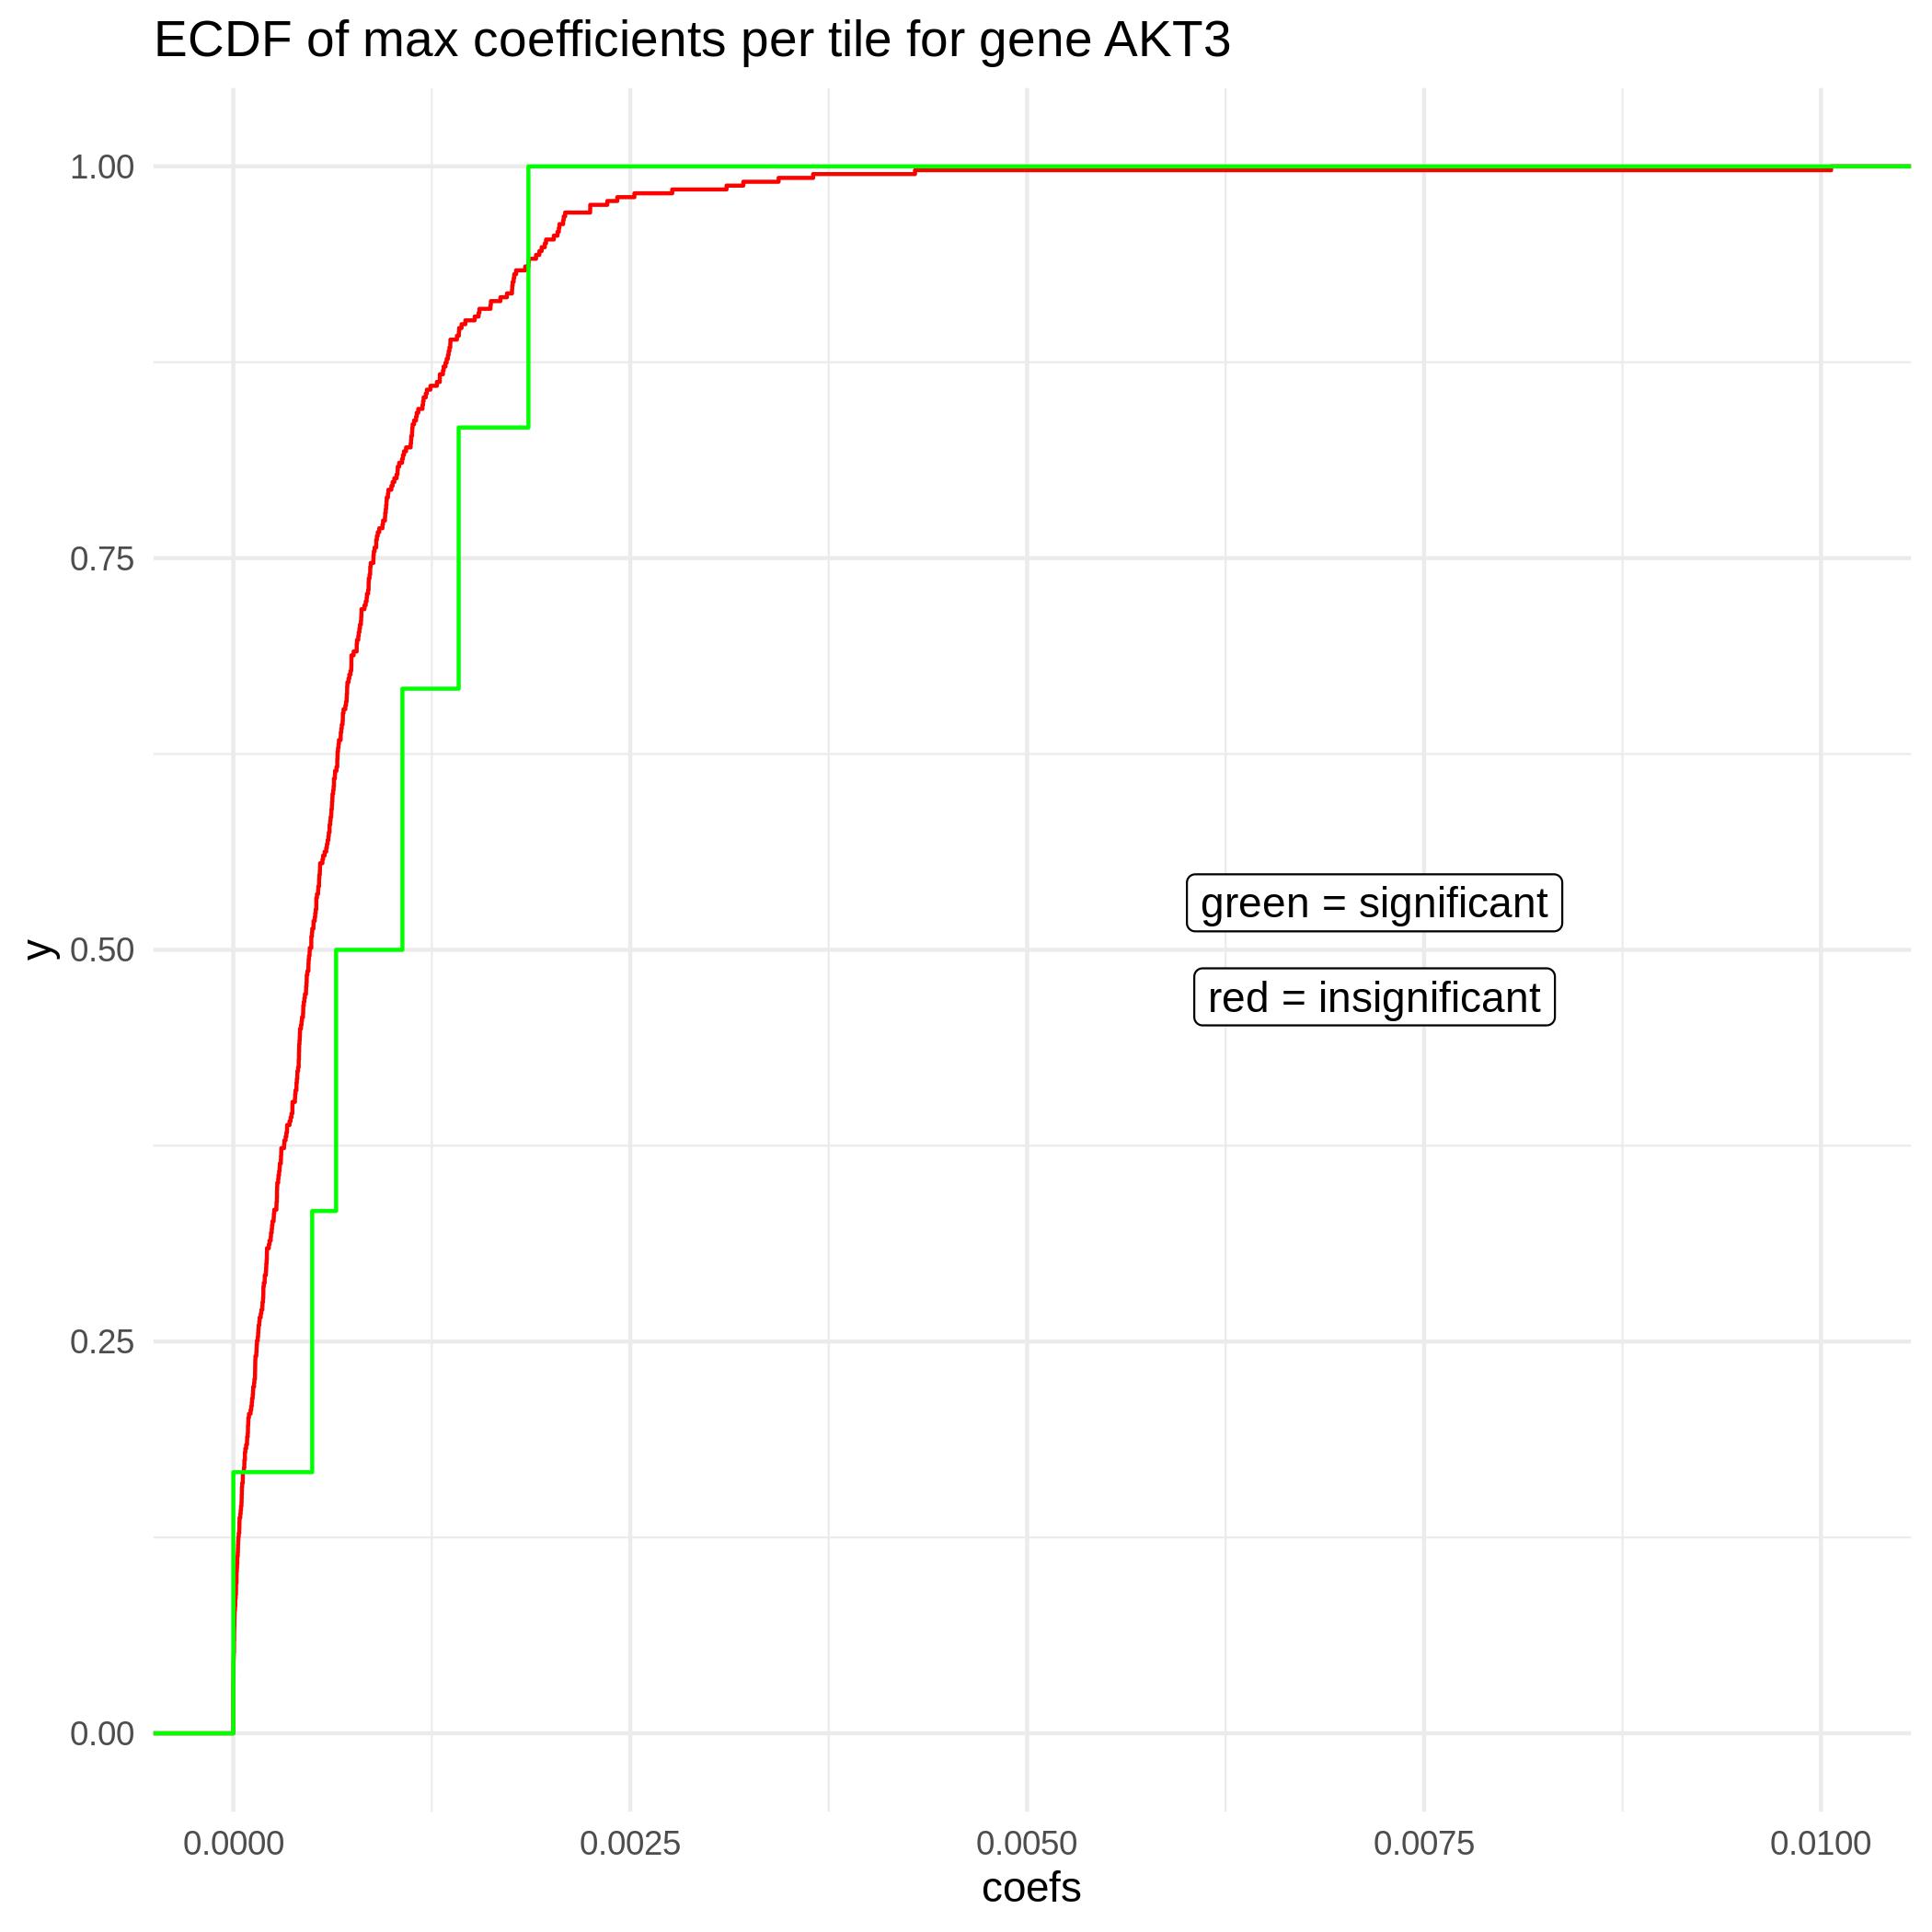 ECDF of max coefficients per tile for gene AKT3
1.00
0.75
0.50
0.25
0.00
y
green = significant
red = insignificant
0.0000
0.0025
0.0050
0.0075
0.0100
coefs